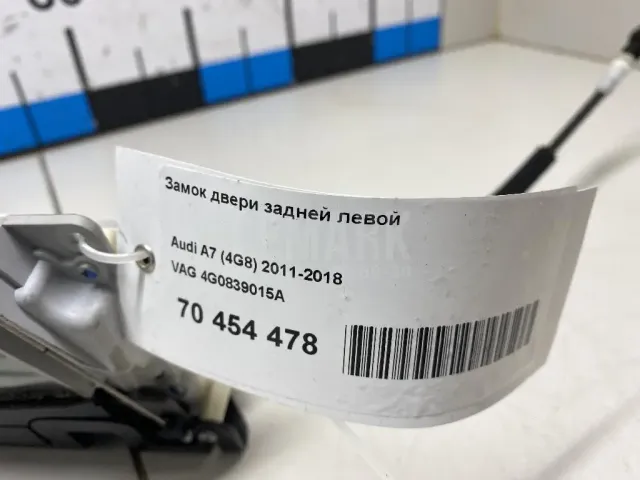 Замок двери задней левой
Audi A7 (4G8) 2011-2018
VAG 4G0839015A
70 454 478